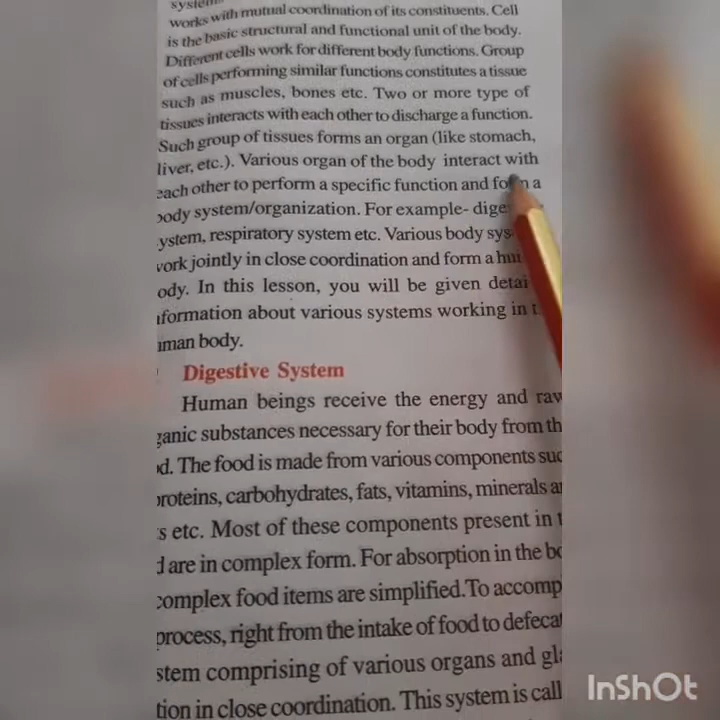 system
works with mutual coordination of its constituents. Cell
is the basic structural and functional unit of the body.
Different cells work for different body functions. Group
of cells performing similar functions constitutes a tissue
such as muscles, bones etc. Two or more type of
tissues interacts with each other to discharge a function.
Such group of tissues forms an organ (like stomach,
liver, etc.). Various organ of the body interact with
each other to perform a specific function and form a
body system/organization. For example- diges
ystem, respiratory system etc. Various body sys
work jointly in close coordination and form a hu
ody. In this lesson, you will be given detai
formation about various systems working in t
uman body.
Digestive System
Human beings receive the energy and raw
ganic substances necessary for their body from th
d. The food is made from various components suc
proteins, carbohydrates, fats, vitamins, minerals a
s etc. Most of these components present in t
d are in complex form. For absorption in the bo
complex food items are simplified.To accomp
process, right from the intake of food to defecat
stem comprising of various organs and gla
tion in close coordination. This system is call
InShOt